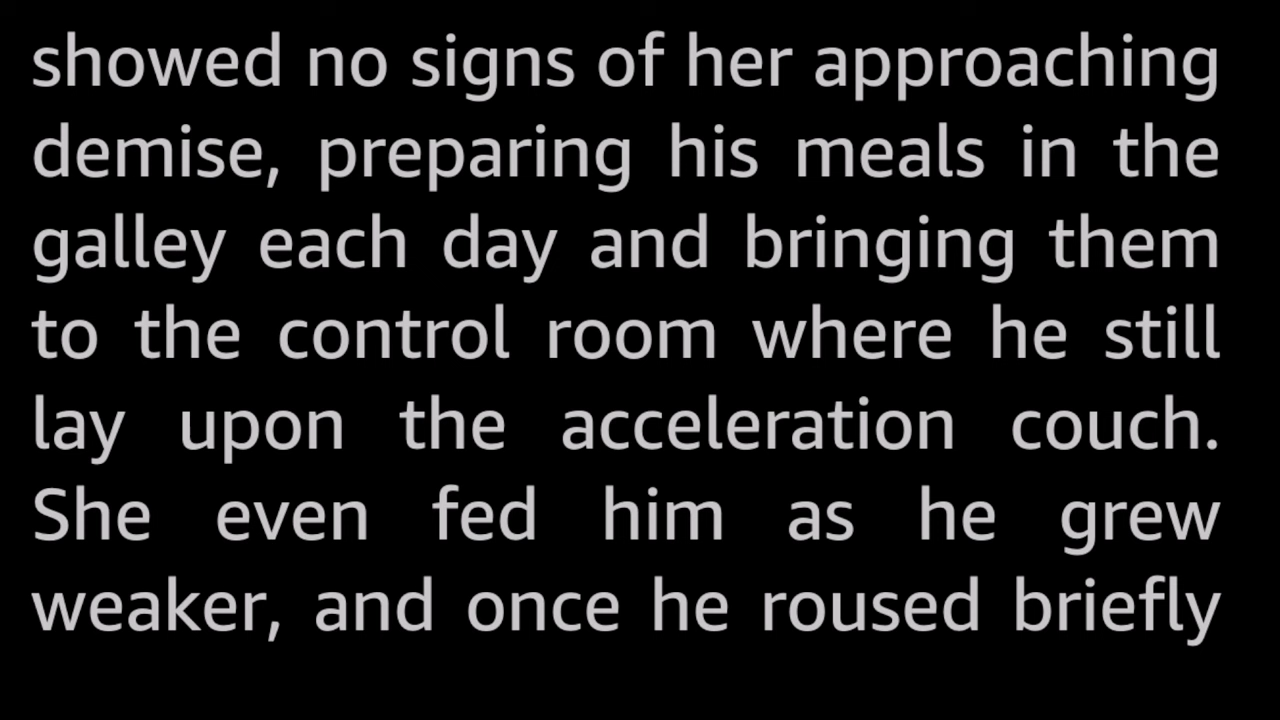 showed no signs of her approaching
demise, preparing his meals in the
galley each day and bringing them
to the control room where he still
lay upon the acceleration couch.
She even fed him as he grew
weaker, and once he roused briefly